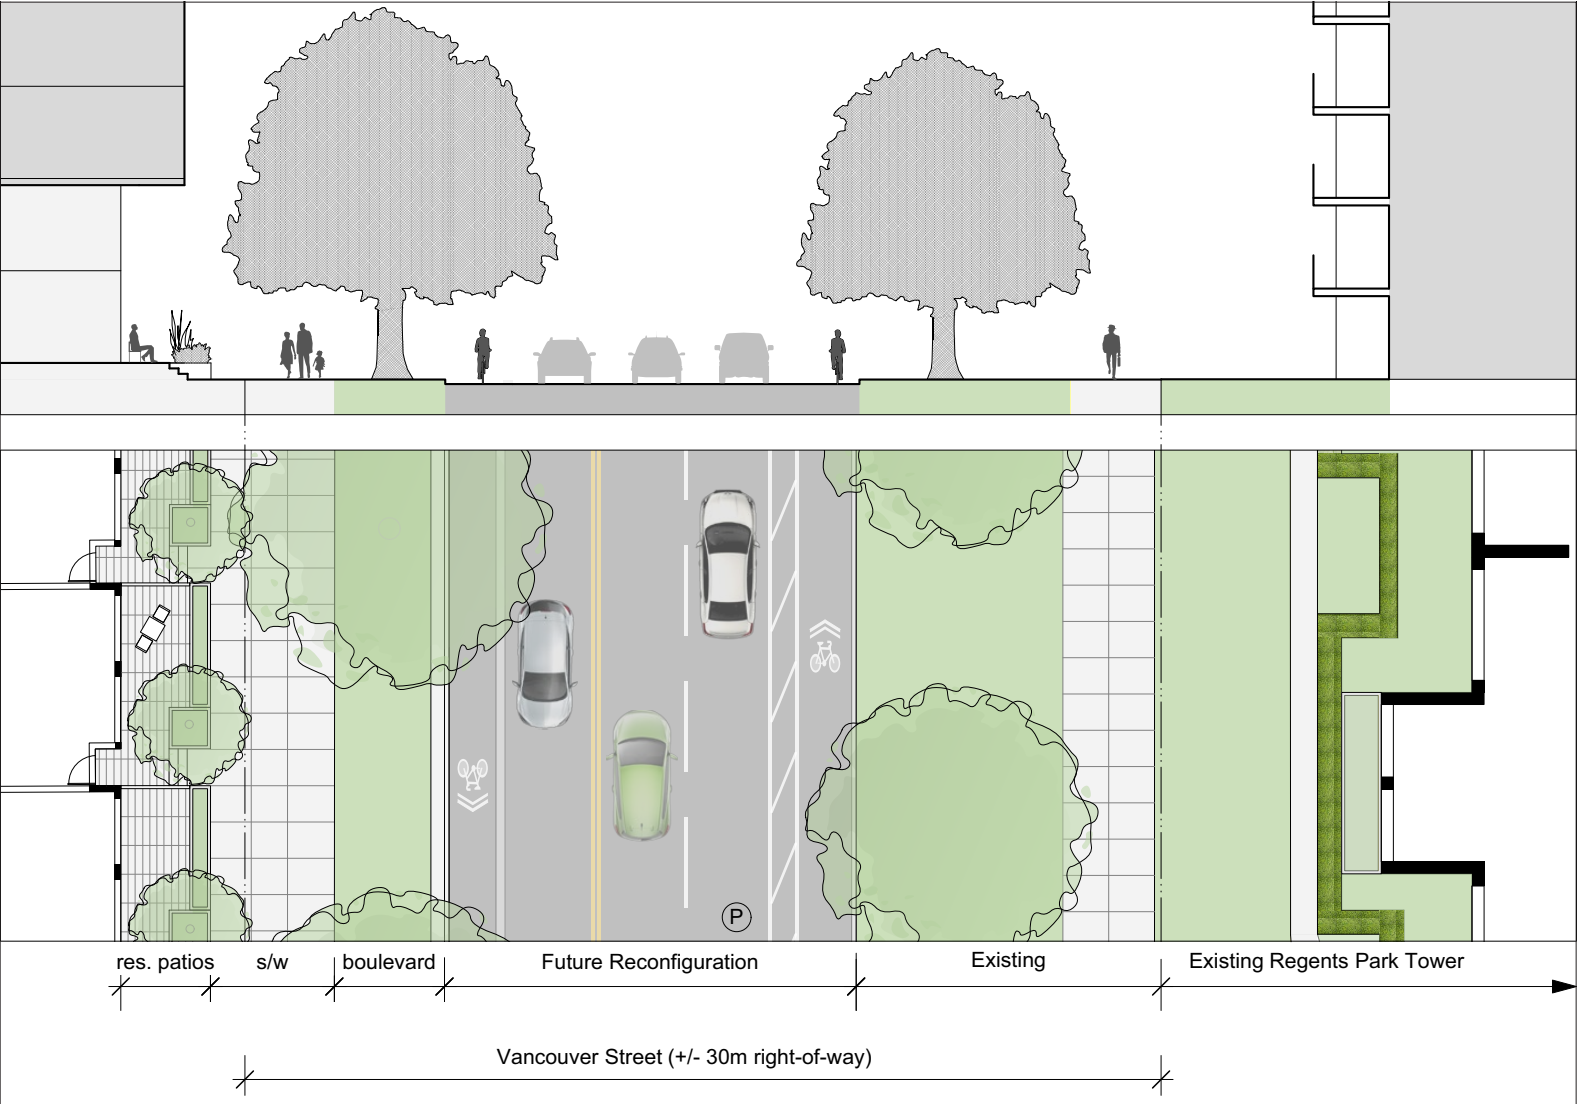 P
res. patios
s/w
boulevard
Future Reconfiguration
Existing
Existing Regents Park Tower
Vancouver Street (+/- 30m right-of-way)